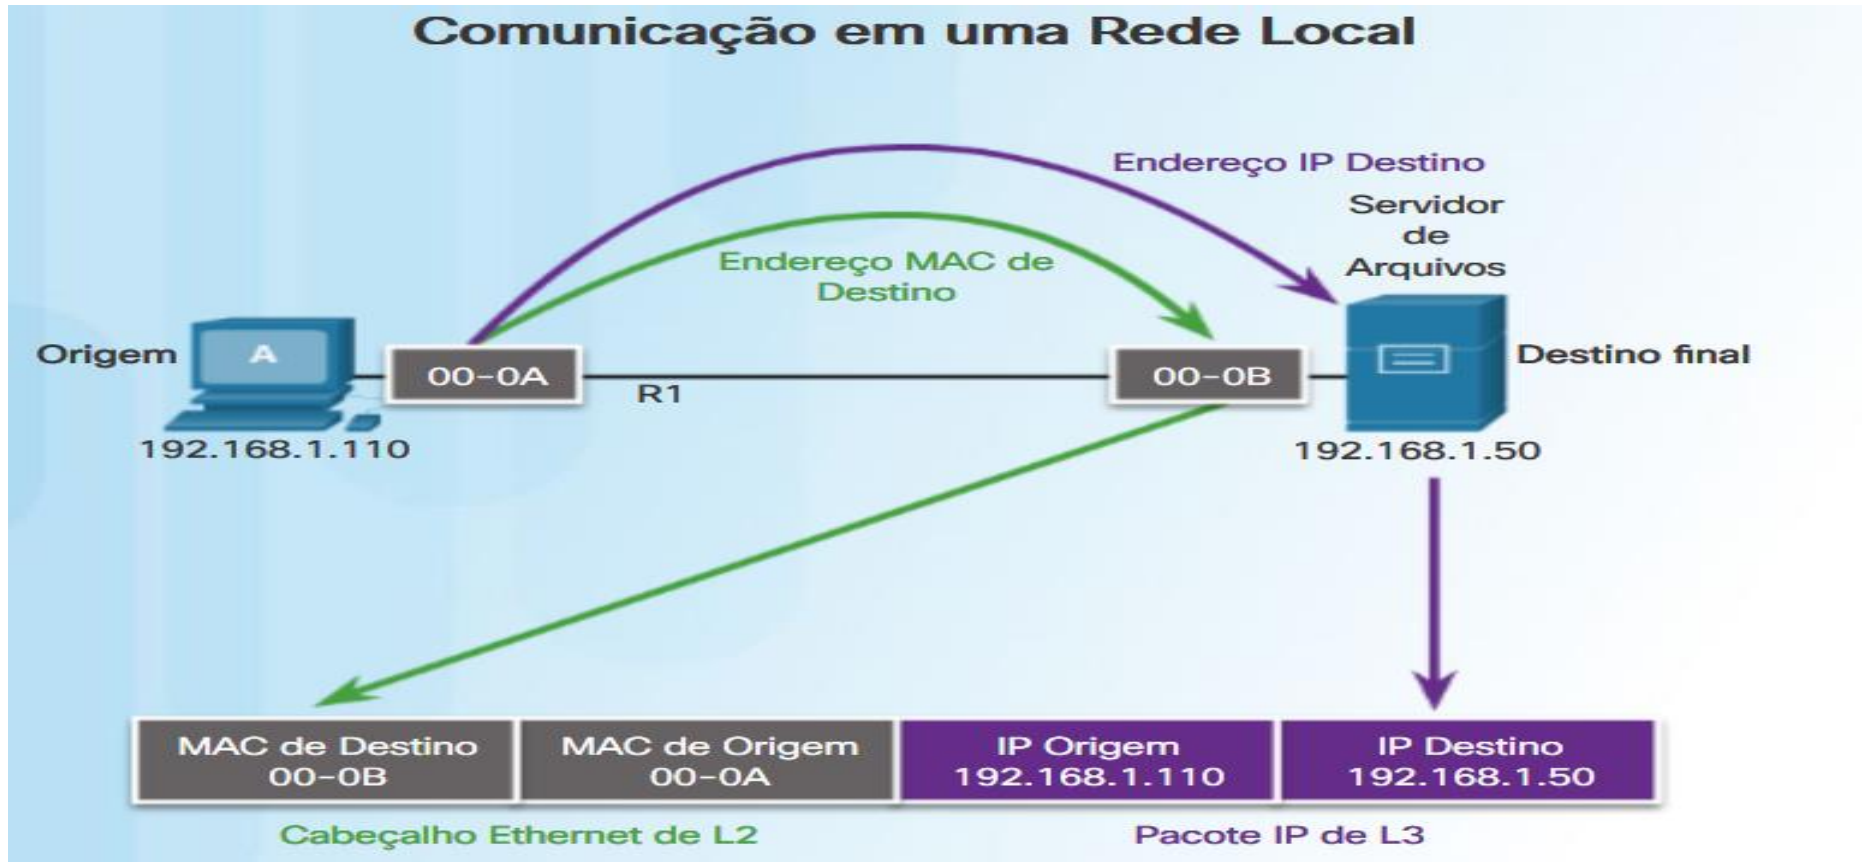 Comunicação em uma Rede Local
Endereço IP Destino
Servidor
de
Arquivos
Endereço MAC de
Destino
Origem
A
00-0A
R1
00-0B
Destino final
192.168.1.110
192.168.1.50
MAC de Destino
00-0B
MAC de Origem
00-0A
IP Origem
192.168.1.110
IP Destino
192.168.1.50
Cabeçalho Ethernet de L2
Pacote IP de L3